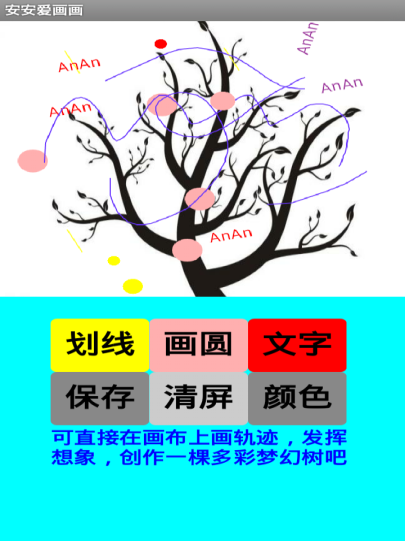 安安爱画画
AnAn
AnAn
AnAn
AnAn
AnAn
划线 画圆 文字
保存 清屏 颜色
可直接在画布上画轨迹，发挥
想象，创作一棵多彩梦幻树吧